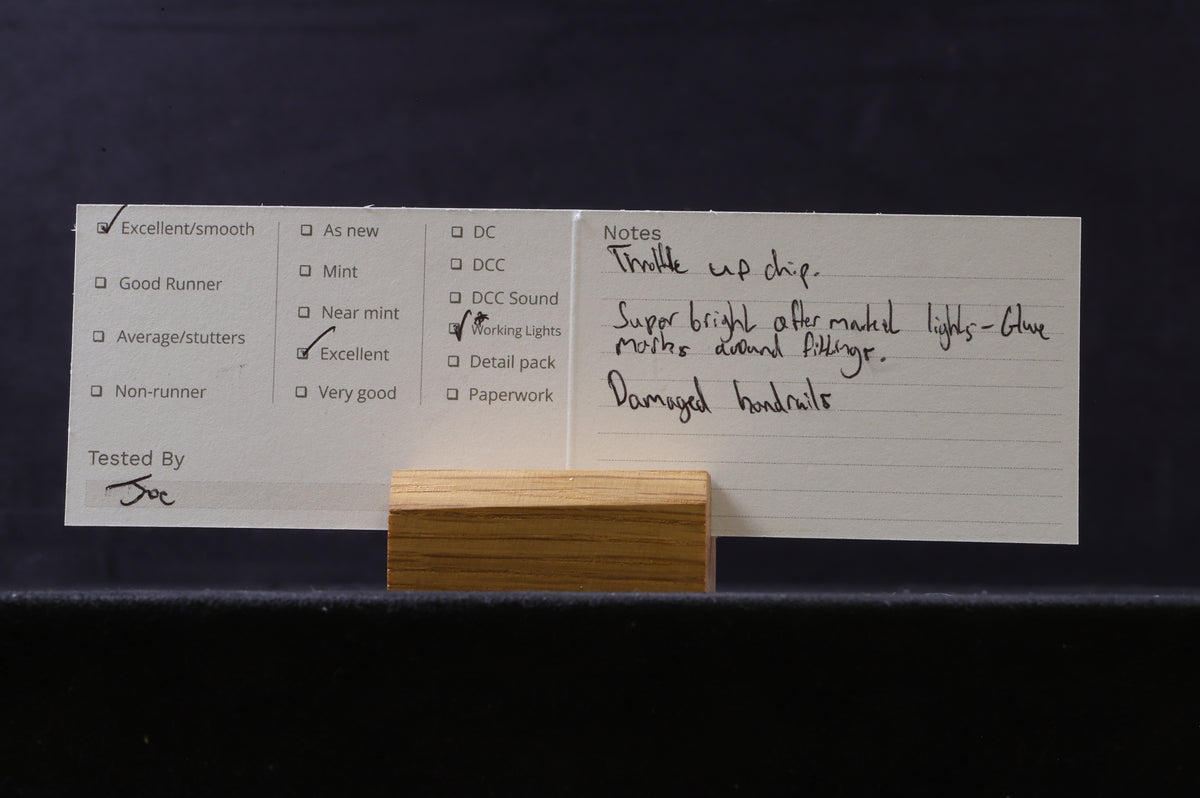 ☑ Excellent/smooth
☐ Good Runner
☐ Average/stutters
☐ Non-runner
☐ As new
☐ Mint
☐ Near mint
☑ Excellent
☐ Very good
☐ DC
☐ DCC
☐ DCC Sound
☑ * Working Lights
☐ Detail pack
☐ Paperwork
Tested By
Joe
Notes
Throttle up chip.
Super bright after marked lights - Glue
marks around fittings.
Damaged handrails